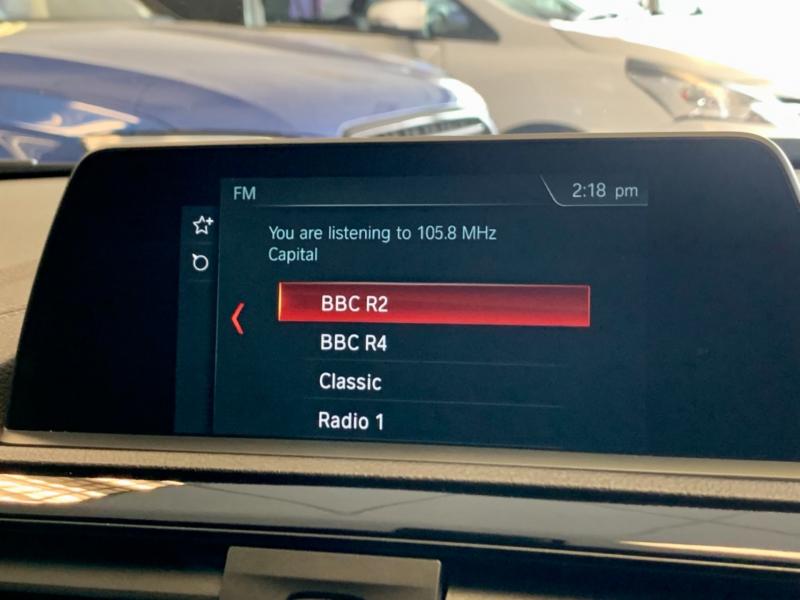 FM
2:18 pm
You are listening to 105.8 MHz
Capital
BBC R2
BBC R4
Classic
Radio 1